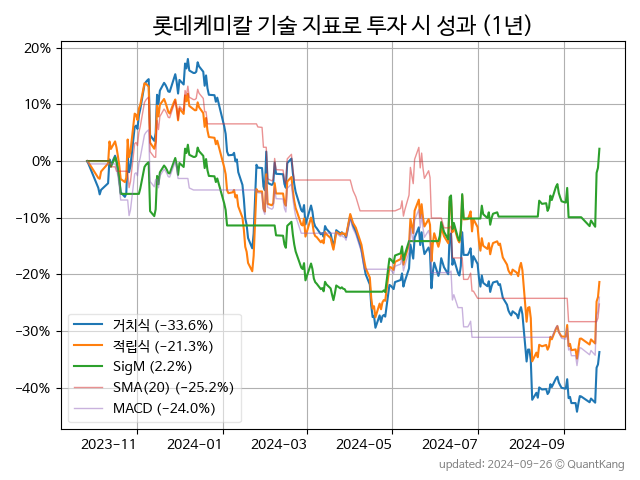 롯데케미칼 기술 지표로 투자 시 성과 (1년)
20%
10%
0%
−10%
−20%
−30%
−40%
거치식 (−33.6%)
적립식 (−21.3%)
SigM (2.2%)
SMA(20) (−25.2%)
MACD (−24.0%)
2023-11 2024-01 2024-03 2024-05 2024-07 2024-09
updated: 2024-09-26 © QuantKang